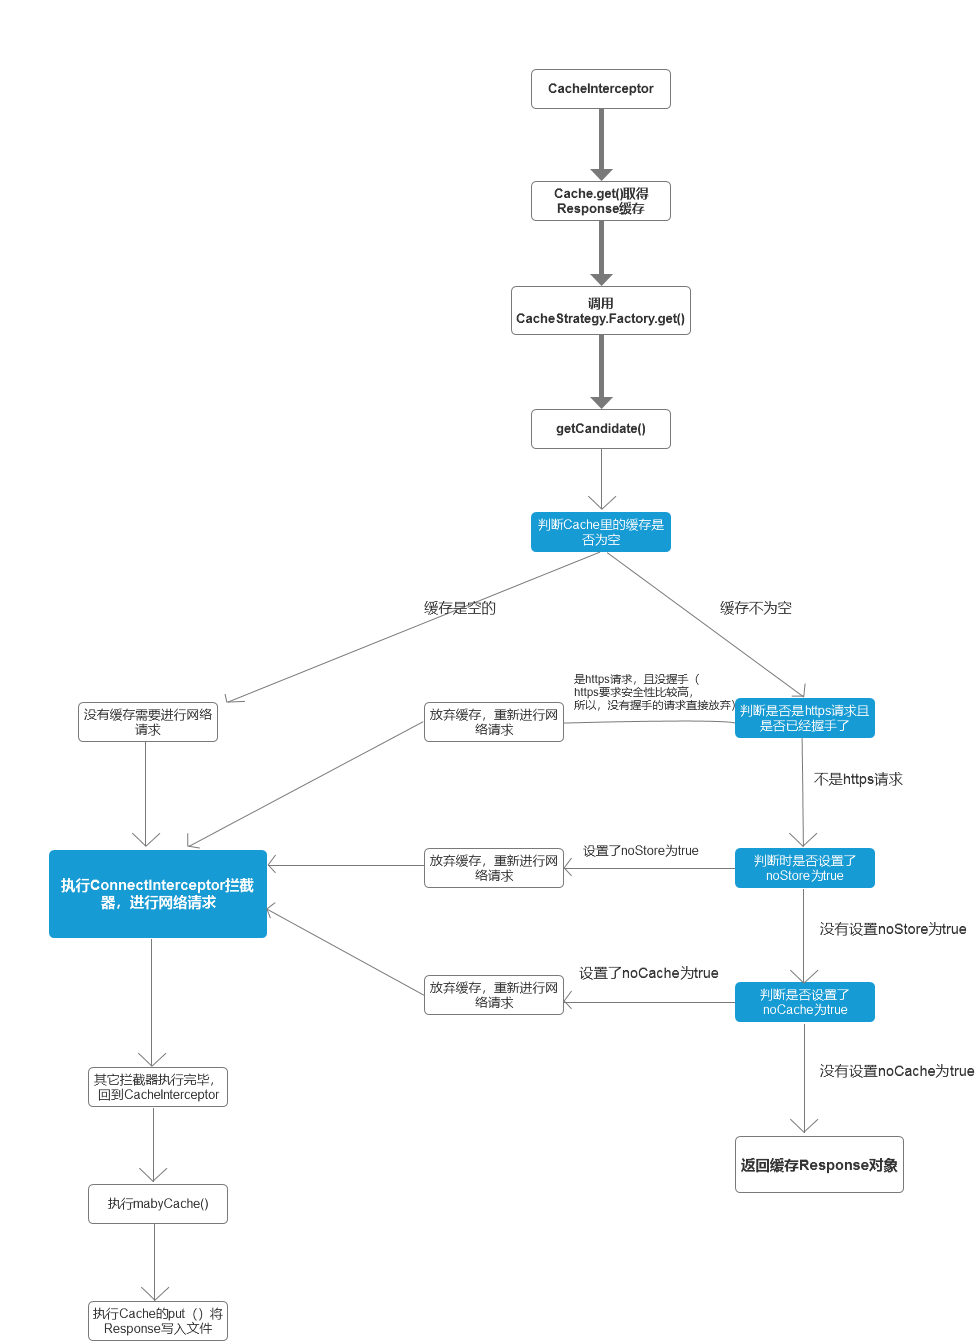 CacheInterceptor
Cache.get()取得
Response缓存
调用
CacheStrategy.Factory.get()
getCandidate()
判断Cache里的缓存是
否为空
缓存是空的
缓存不为空
没有缓存需要进行网络
请求
放弃缓存，重新进行网
络请求
是https请求，且没握手（
https要求安全性比较高，
所以，没有握手的请求直接放弃）
判断是否是https请求且
是否已经握手了
不是https请求
执行ConnectInterceptor拦截
器，进行网络请求
放弃缓存，重新进行网
络请求
设置了noStore为true
判断时是否设置了
noStore为true
没有设置noStore为true
放弃缓存，重新进行网
络请求
设置了noCache为true
判断是否设置了
noCache为true
没有设置noCache为true
其它拦截器执行完毕，
回到CacheInterceptor
返回缓存Response对象
执行mabyCache()
执行Cache的put（）将
Response写入文件